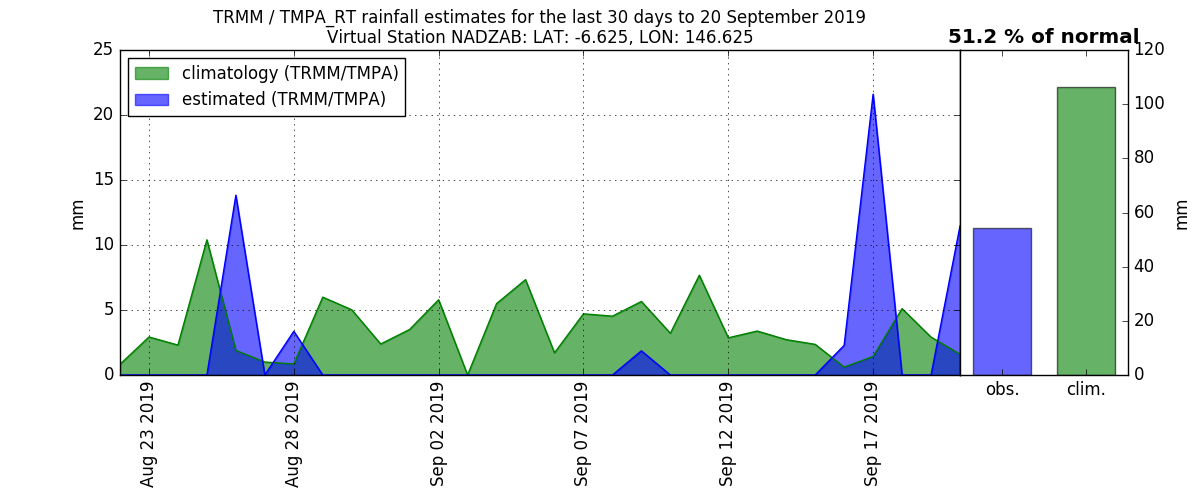 TRMM / TMPA_RT rainfall estimates for the last 30 days to 20 September 2019
Virtual Station NADZAB: LAT: -6.625, LON: 146.625
51.2 % of normal
climatology (TRMM/TMPA)
estimated (TRMM/TMPA)
25
20
15
10
5
0
mm
Aug 23 2019
Aug 28 2019
Sep 02 2019
Sep 07 2019
Sep 12 2019
Sep 17 2019
120
100
80
60
40
20
0
mm
obs.
clim.